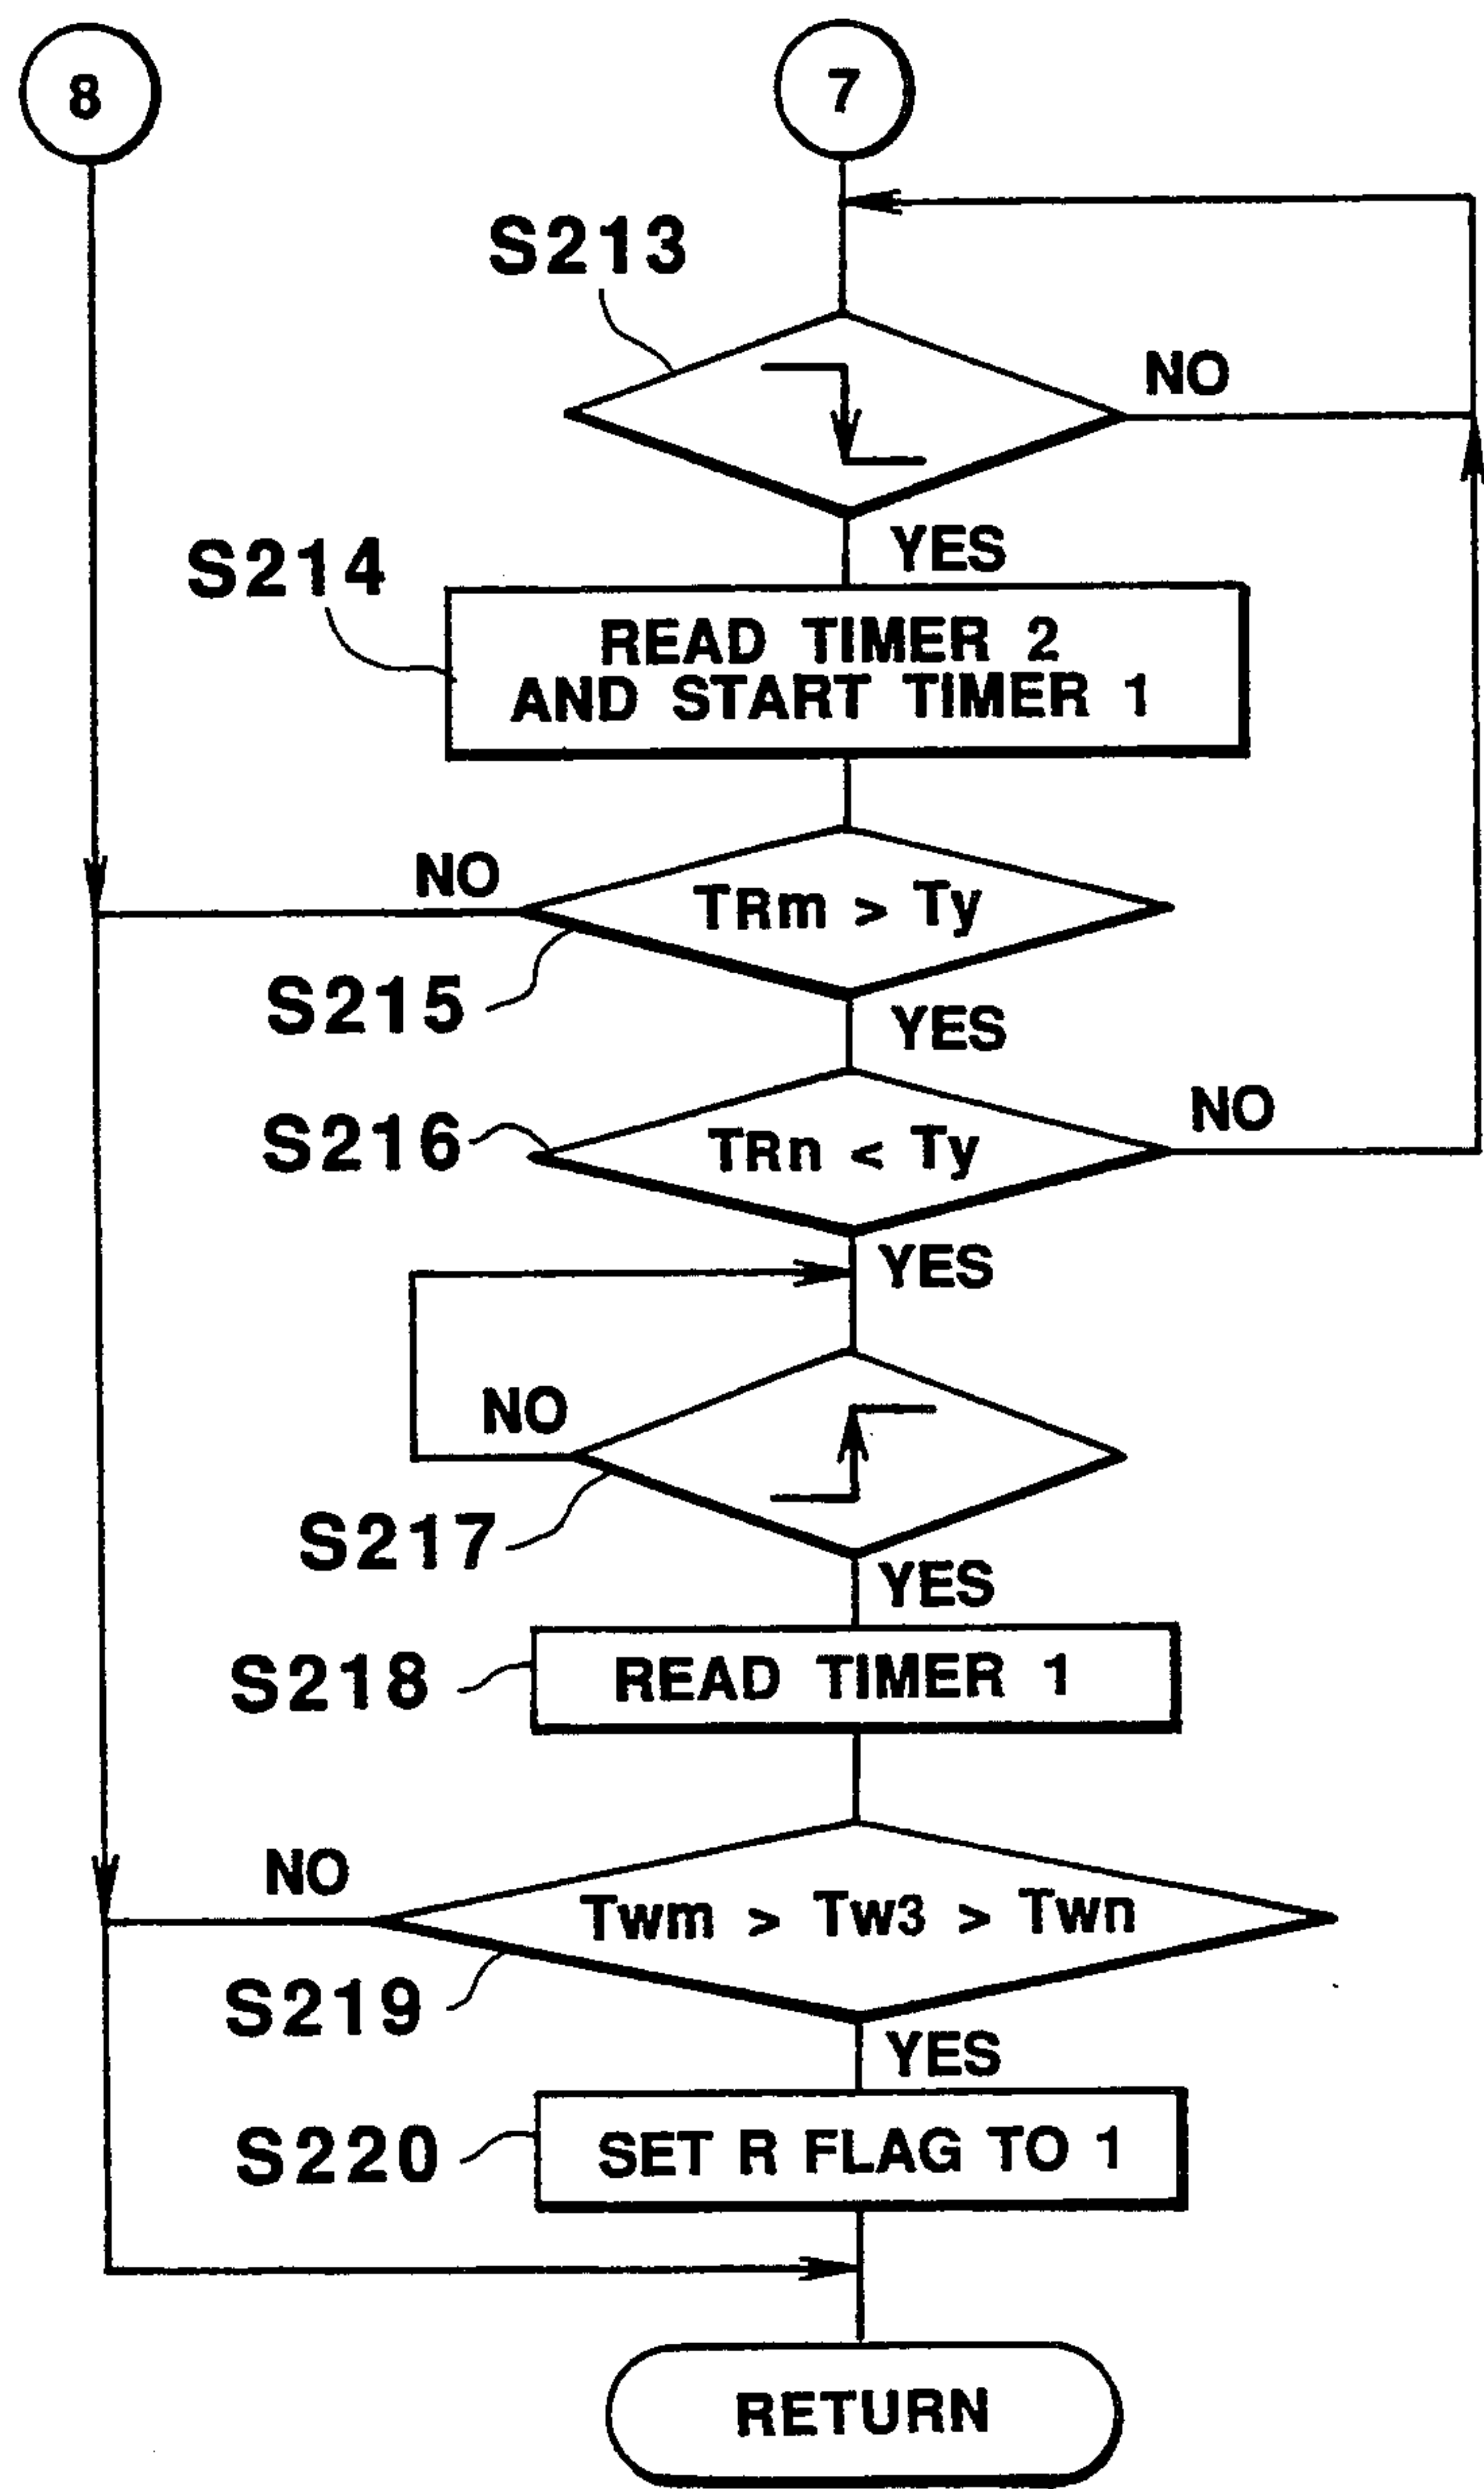 8
7
S213
NO
YES
S214
READ TIMER 2
AND START TIMER 1
NO
TRm > Ty
S215
YES
S216
TRn < Ty
NO
YES
NO
S217
YES
S218
READ TIMER 1
NO
Twm > Tw3 > Twn
S219
YES
S220
SET R FLAG TO 1
RETURN